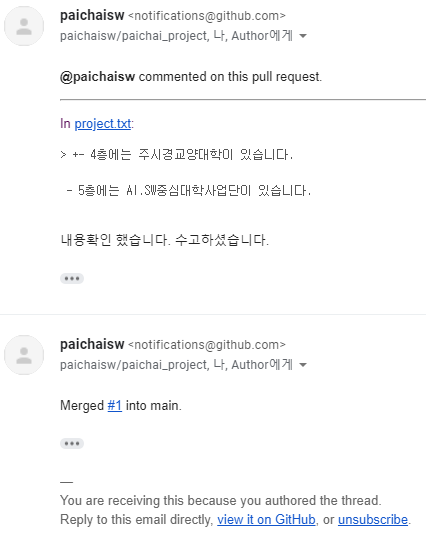 paichaisw <notifications@github.com>
paichaisw/paichai_project, 나, Author에게
@paichaisw commented on this pull request.
In project.txt:
> +- 4층에는 주시경교양대학이 있습니다.
- 5층에는 AI.SW중심대학사업단이 있습니다.
내용확인 했습니다. 수고하셨습니다.
paichaisw <notifications@github.com>
paichaisw/paichai_project, 나, Author에게
Merged #1 into main.
—
You are receiving this because you authored the thread.
Reply to this email directly, view it on GitHub, or unsubscribe.